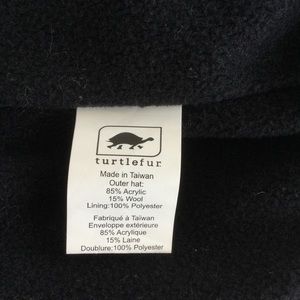 turtlefur.
Made in Taiwan
Outer hat:
85% Acrylic
15% Wool
Lining:100% Polyester
Fabriqué à Taiwan
Enveloppe extérieure
85% Acrylique
15% Laine
Doublure:100% Polyester